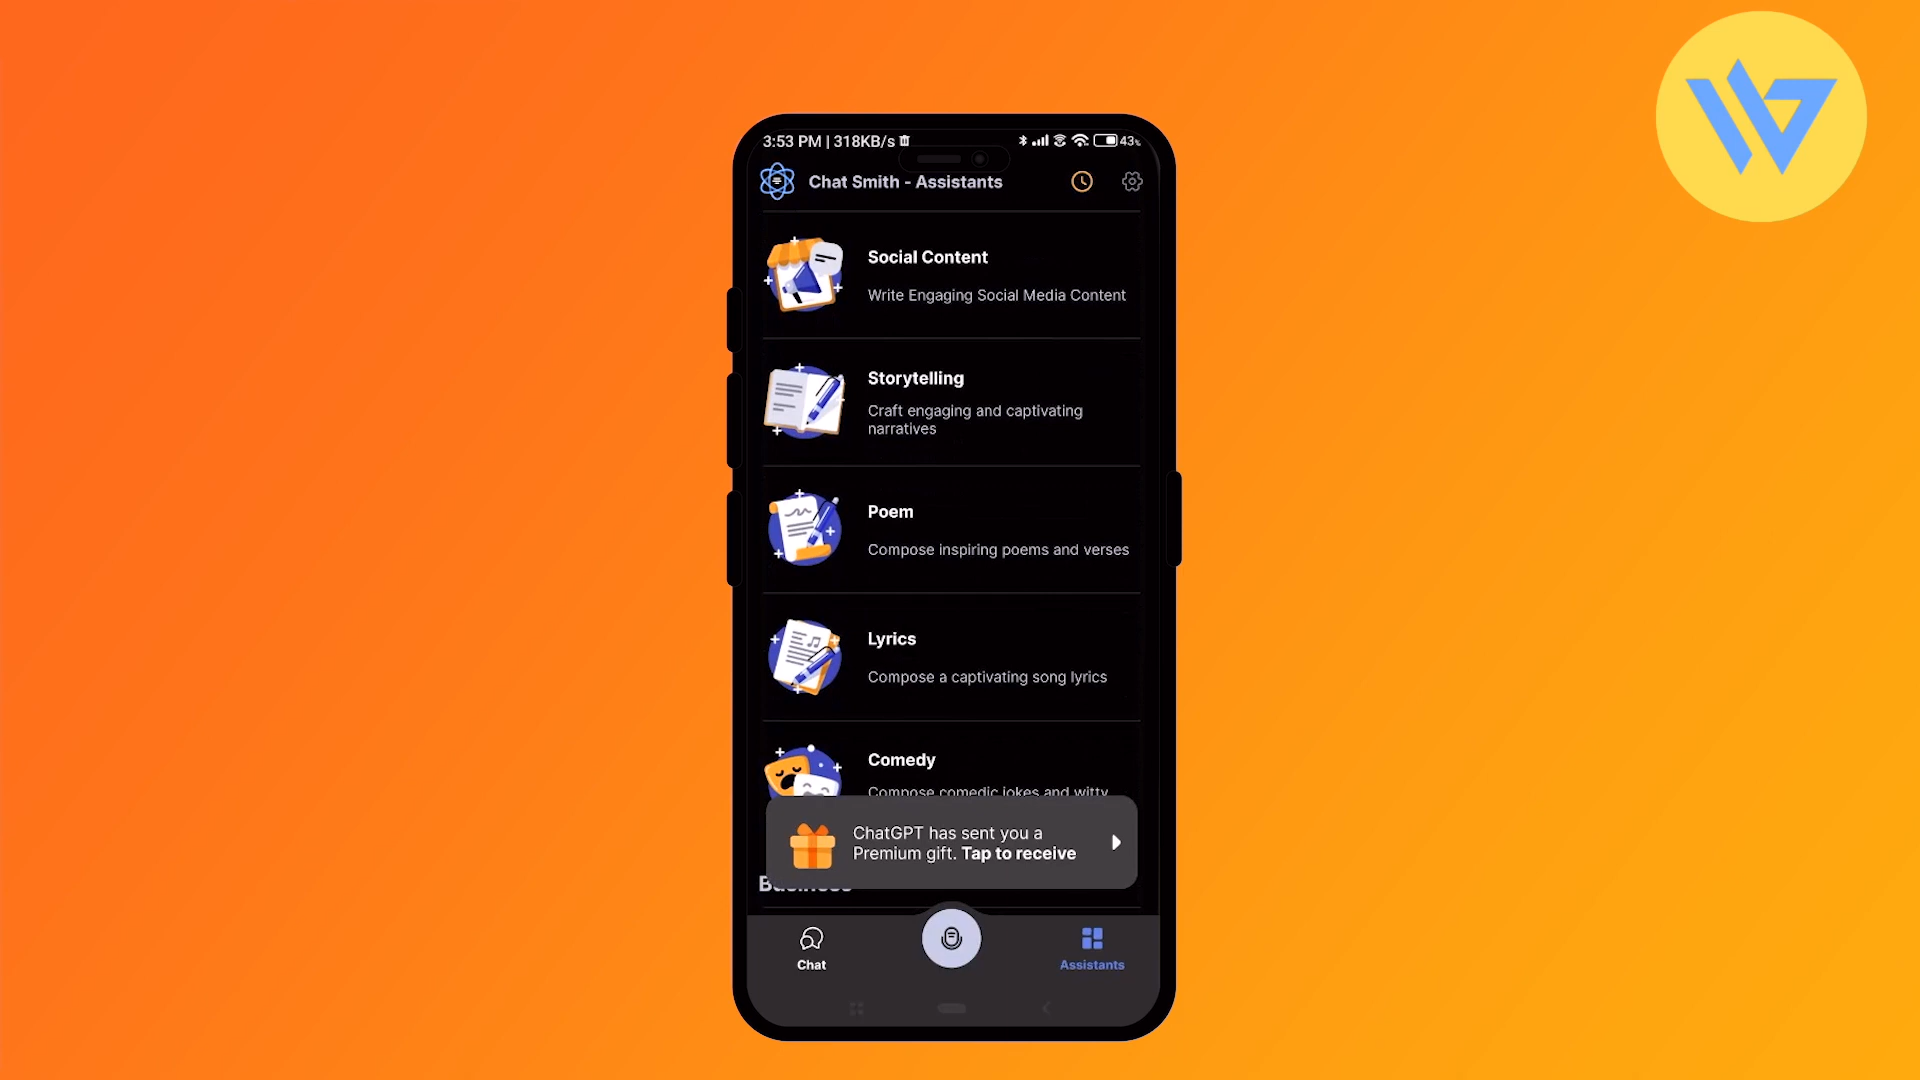 3:53 PM | 318KB/s
43%
Chat Smith - Assistants
Social Content
Write Engaging Social Media Content
Storytelling
Craft engaging and captivating
narratives
Poem
Compose inspiring poems and verses
Lyrics
Compose a captivating song lyrics
Comedy
Compose comedic jokes and witty
ChatGPT has sent you a
Premium gift. Tap to receive
Business
Chat
Assistants